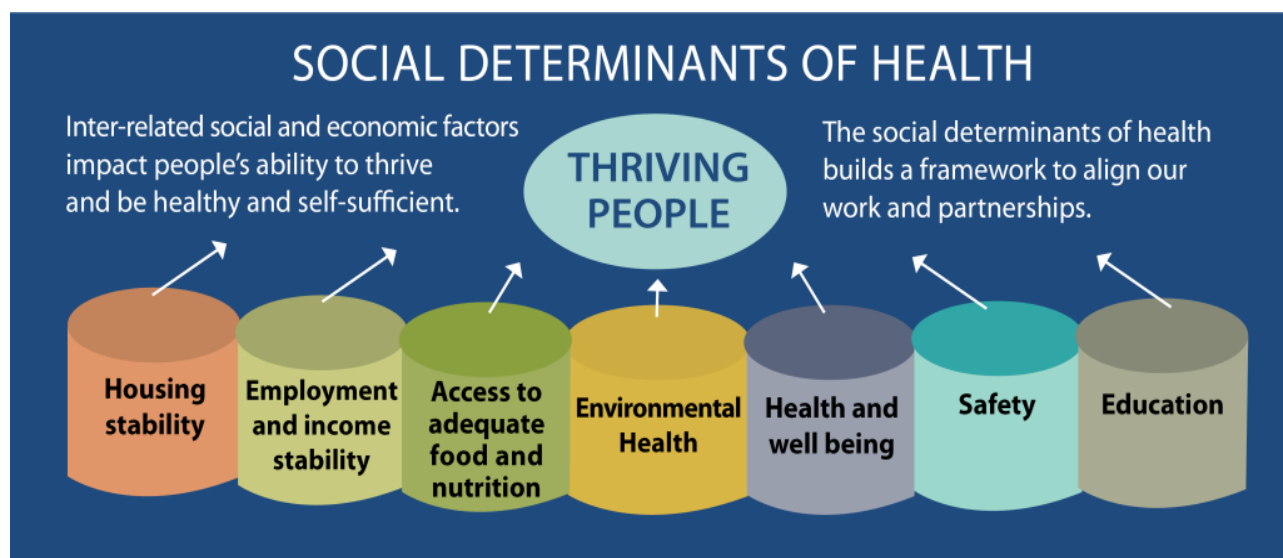 SOCIAL DETERMINANTS OF HEALTH
Inter-related social and economic factors
impact people's ability to thrive
and be healthy and self-sufficient.
THRIVING
PEOPLE
The social determinants of health
builds a framework to align our
work and partnerships.
Housing
stability
Employment
and income
stability
Access to
adequate
food and
nutrition
Environmental
Health
Health and
well being
Safety
Education